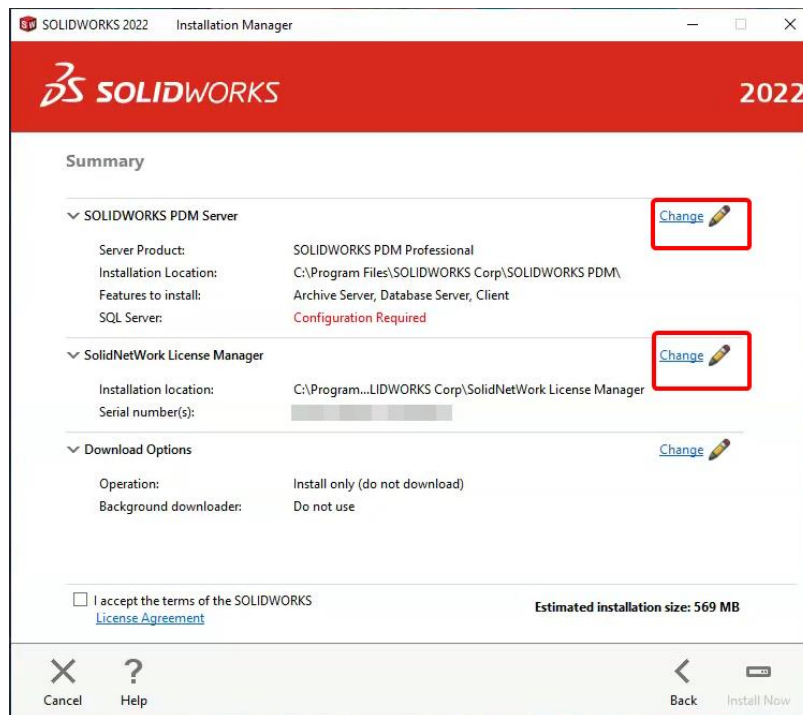 SOLIDWORKS 2022 Installation Manager
SOLIDWORKS 2022
Summary
SOLIDWORKS PDM Server Change
Server Product: SOLIDWORKS PDM Professional
Installation Location: C:\Program Files\SOLIDWORKS Corp\SOLIDWORKS PDM\
Features to install: Archive Server, Database Server, Client
SQL Server: Configuration Required
SolidNetWork License Manager Change
Installation location: C:\Program...LIDWORKS Corp\SolidNetWork License Manager
Serial number(s):
Download Options Change
Operation: Install only (do not download)
Background downloader: Do not use
I accept the terms of the SOLIDWORKS
License Agreement
Estimated installation size: 569 MB
Cancel Help Back Install Now